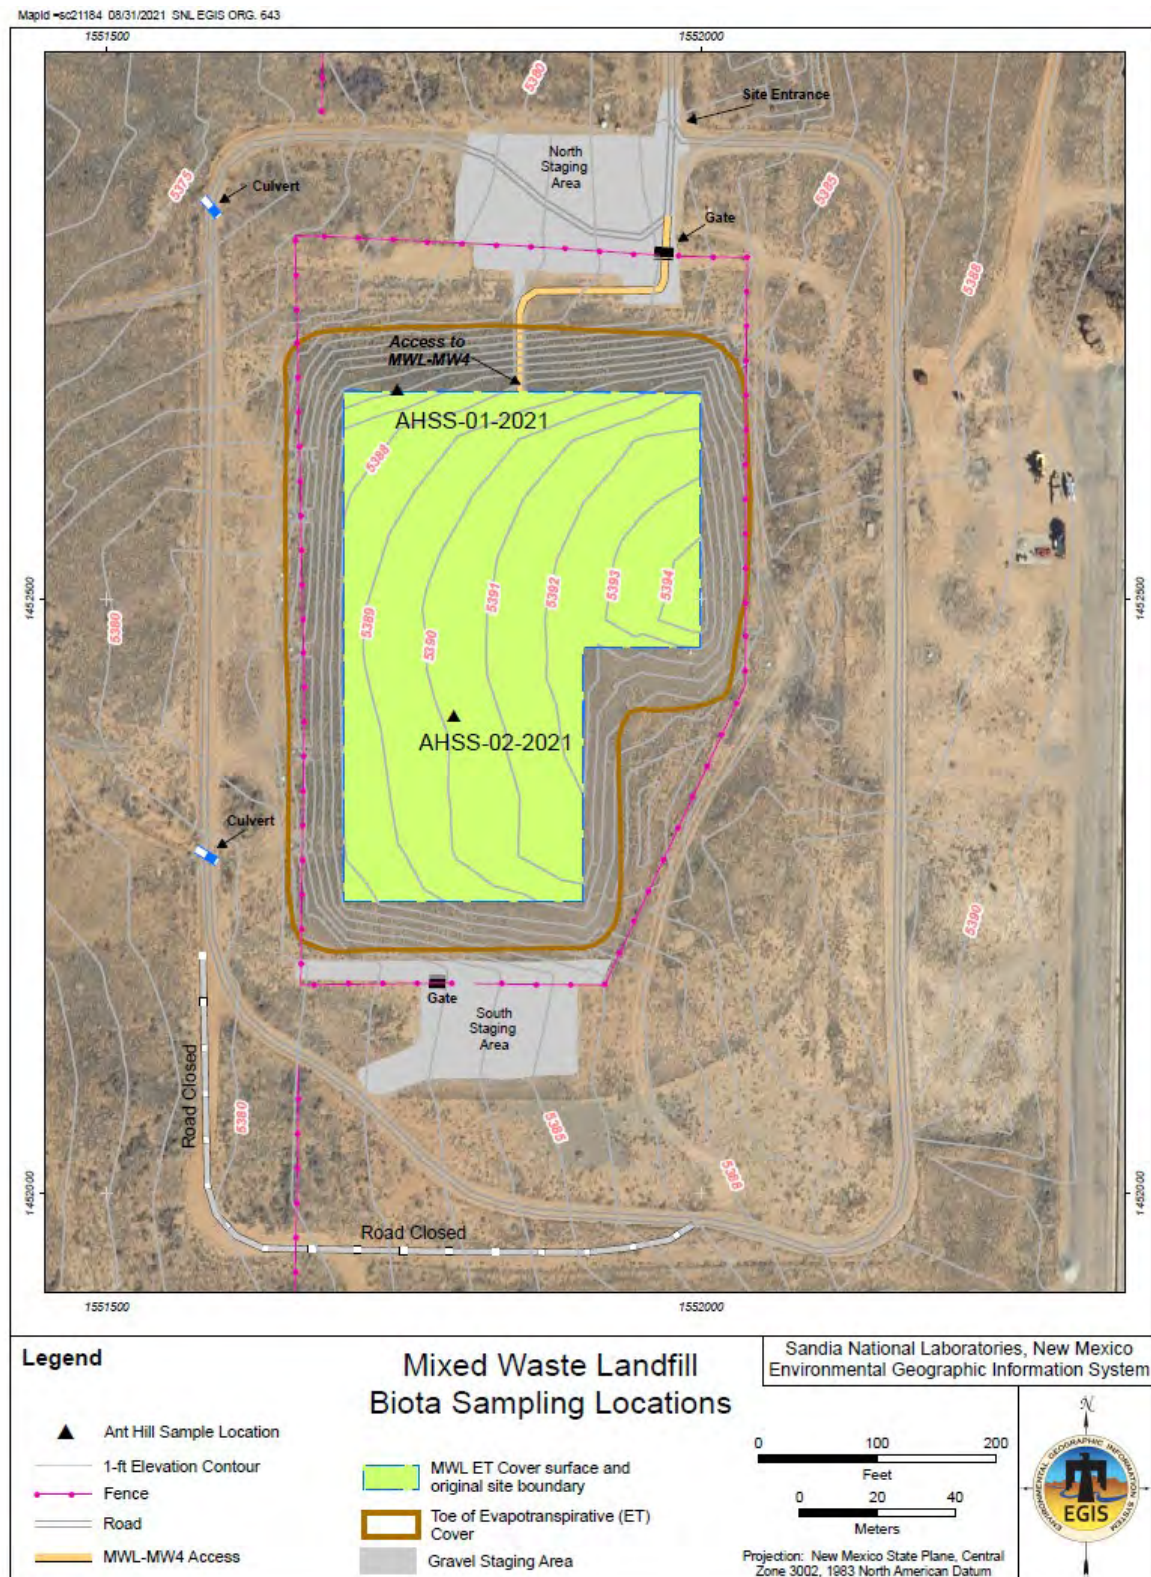 MapId =sc21184 08/31/2021 SNL EGIS ORG. 643
1551500
1552000
5380
Site Entrance
North
Staging
Area
5375
Culvert
5385
Gate
5388
Access to
MWL-MW4
AHSS-01-2021
5388
1452500
1452500
5380
5389
5390
5391
5392
5393
5394
AHSS-02-2021
Culvert
5390
Gate
South
Staging
Area
Road Closed
5380
5385
5388
1452000
1452000
Road Closed
1551500
1552000
Legend
Ant Hill Sample Location
1-ft Elevation Contour
Fence
Road
MWL-MW4 Access
Mixed Waste Landfill
Biota Sampling Locations
MWL ET Cover surface and
original site boundary
Toe of Evapotranspirative (ET)
Cover
Gravel Staging Area
Sandia National Laboratories, New Mexico
Environmental Geographic Information System
0 100 200
Feet
0 20 40
Meters
Projection: New Mexico State Plane, Central
Zone 3002, 1983 North American Datum
N
ENVIRONMENTAL GEOGRAPHIC INFORMATION SYSTEM
EGIS